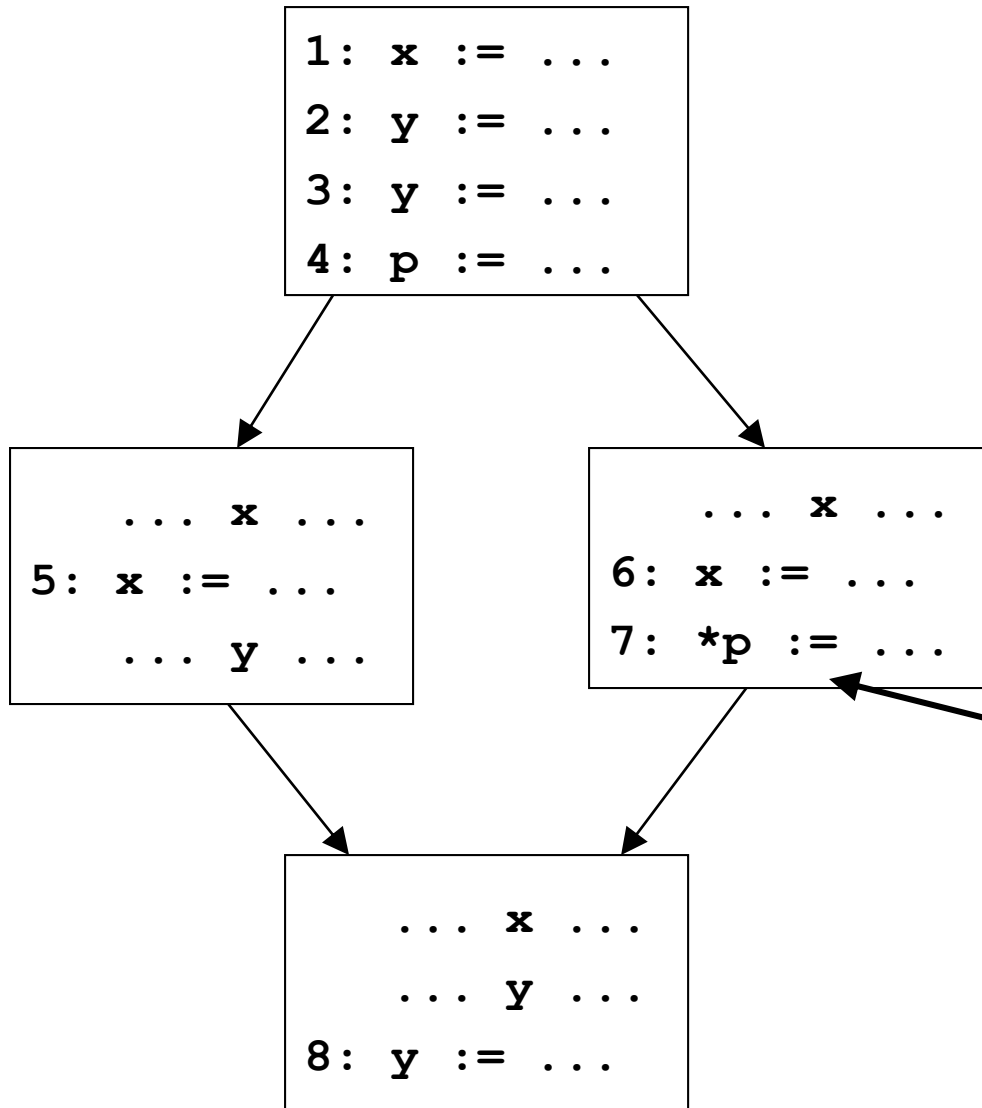 1: x := ...
2: y := ...
3: y := ...
4: p := ...
... x ...
5: x := ...
... y ...
... x ...
6: x := ...
7: *p := ...
... x ...
... y ...
8: y := ...